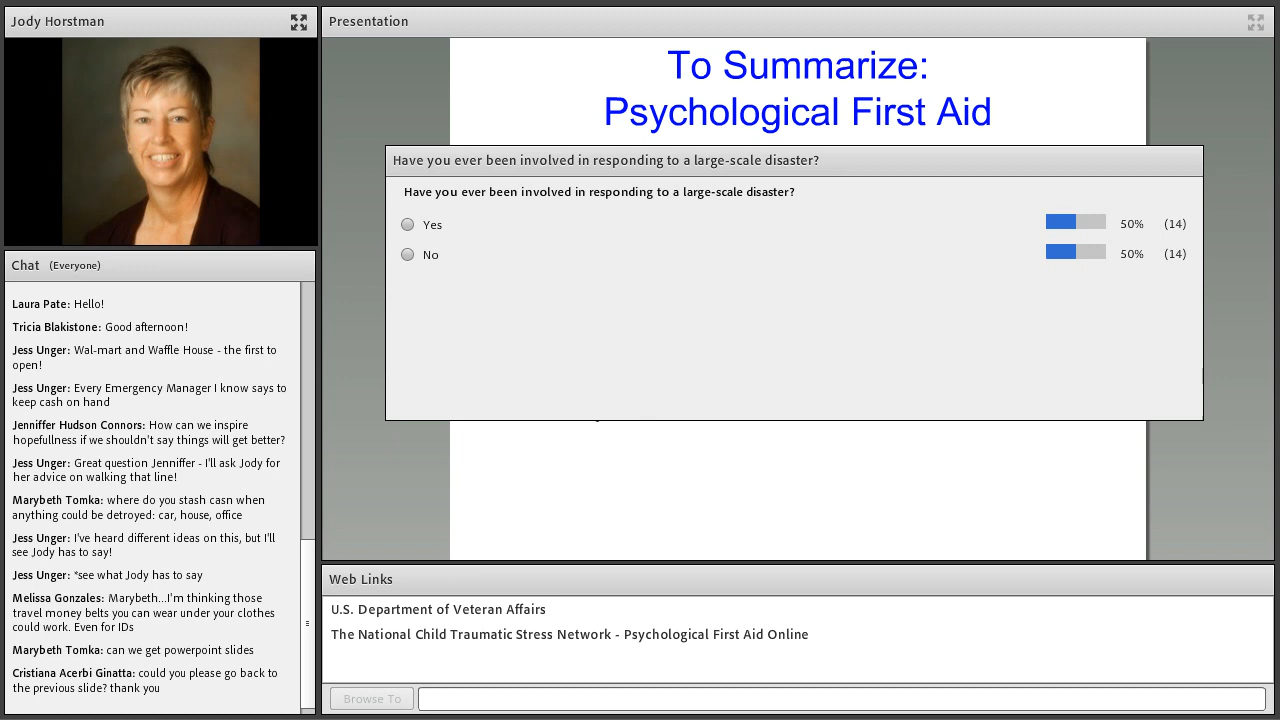 Jody Horstman
Chat (Everyone)
Laura Pate: Hello!
Tricia Blakistone: Good afternoon!
Jess Unger: Wal-mart and Waffle House - the first to
open!
Jess Unger: Every Emergency Manager I know says to
keep cash on hand
Jenniffer Hudson Connors: How can we inspire
hopefullness if we shouldn't say things will get better?
Jess Unger: Great question Jenniffer - I'll ask Jody for
her advice on walking that line!
Marybeth Tomka: where do you stash casn when
anything could be detroyed: car, house, office
Jess Unger: I've heard different ideas on this, but I'll
see Jody has to say!
Jess Unger: *see what Jody has to say
Melissa Gonzales: Marybeth...I'm thinking those
travel money belts you can wear under your clothes
could work. Even for IDs
Marybeth Tomka: can we get powerpoint slides
Cristiana Acerbi Ginatta: could you please go back to
the previous slide? thank you
Presentation
To Summarize:
Psychological First Aid
Have you ever been involved in responding to a large-scale disaster?
Have you ever been involved in responding to a large-scale disaster?
Yes 50% (14)
No 50% (14)
Web Links
U.S. Department of Veteran Affairs
The National Child Traumatic Stress Network - Psychological First Aid Online
Browse To